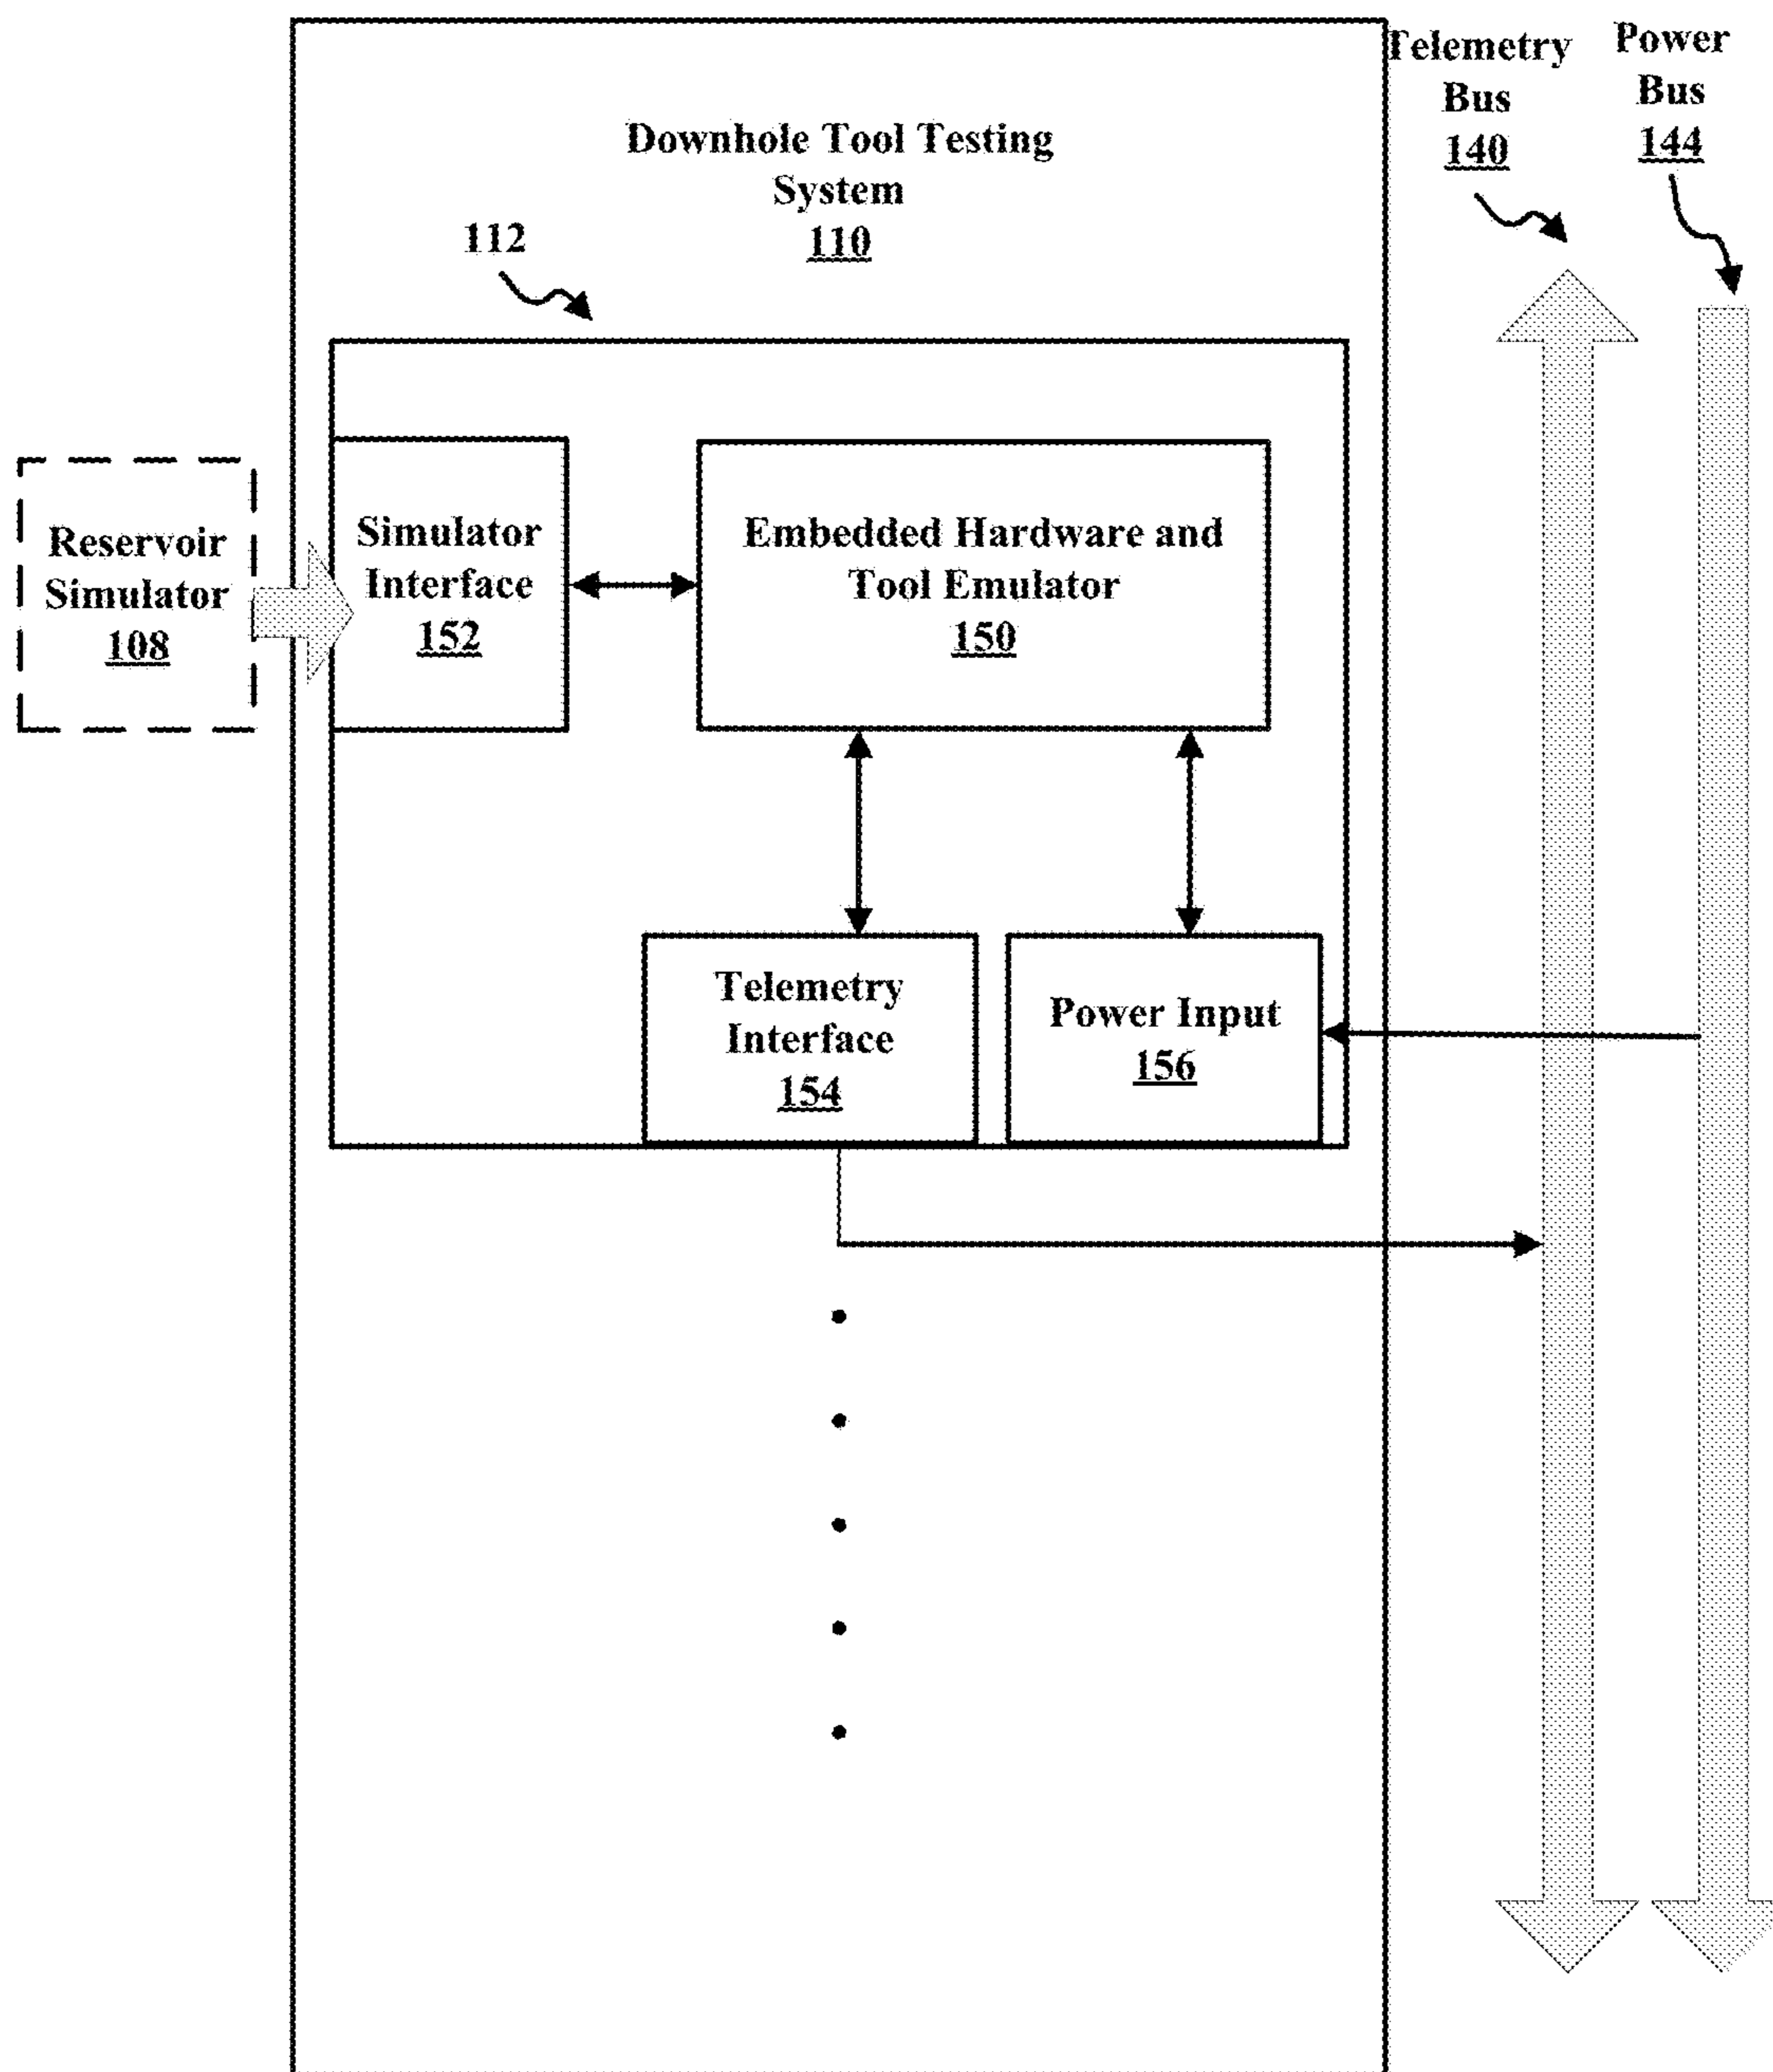 Telemetry
Bus
140
Power
Bus
144
Downhole Tool Testing
System
110
112
Reservoir
Simulator
108
Simulator
Interface
152
Embedded Hardware and
Tool Emulator
150
Telemetry
Interface
154
Power Input
156